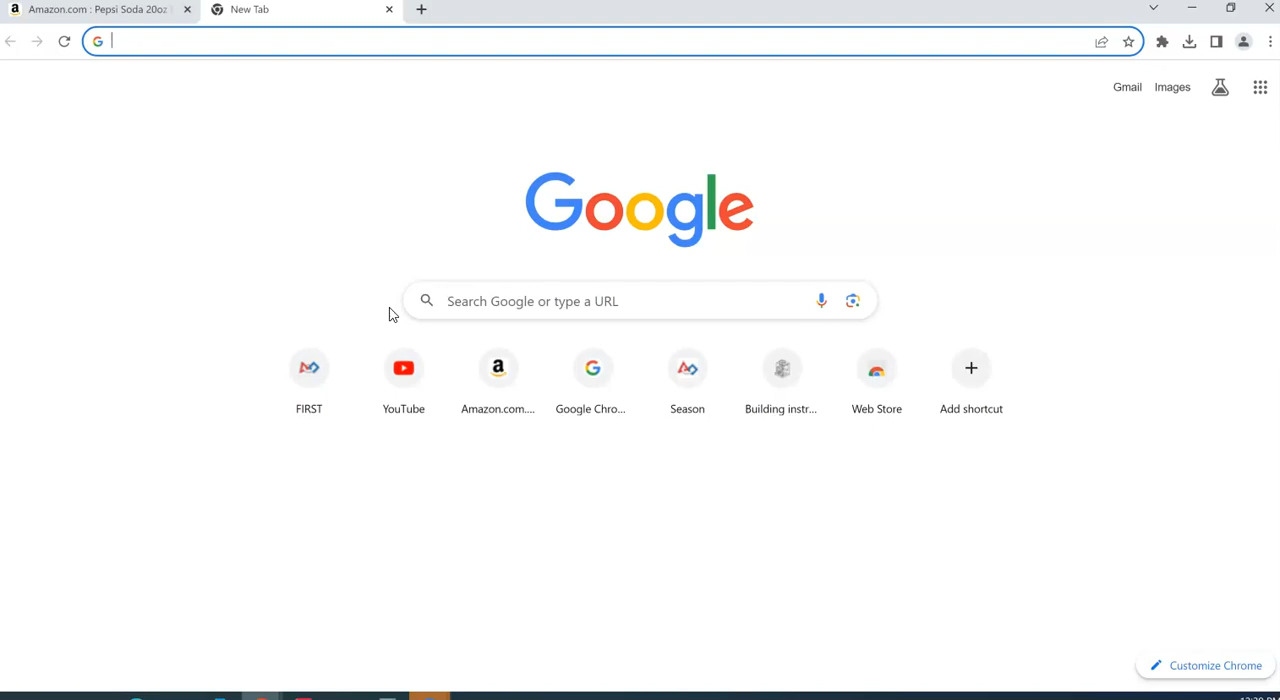 Amazon.com : Pepsi Soda 20oz
New Tab
Gmail Images
Google
Search Google or type a URL
FIRST YouTube Amazon.com.... Google Chro... Season Building instr... Web Store Add shortcut
Customize Chrome